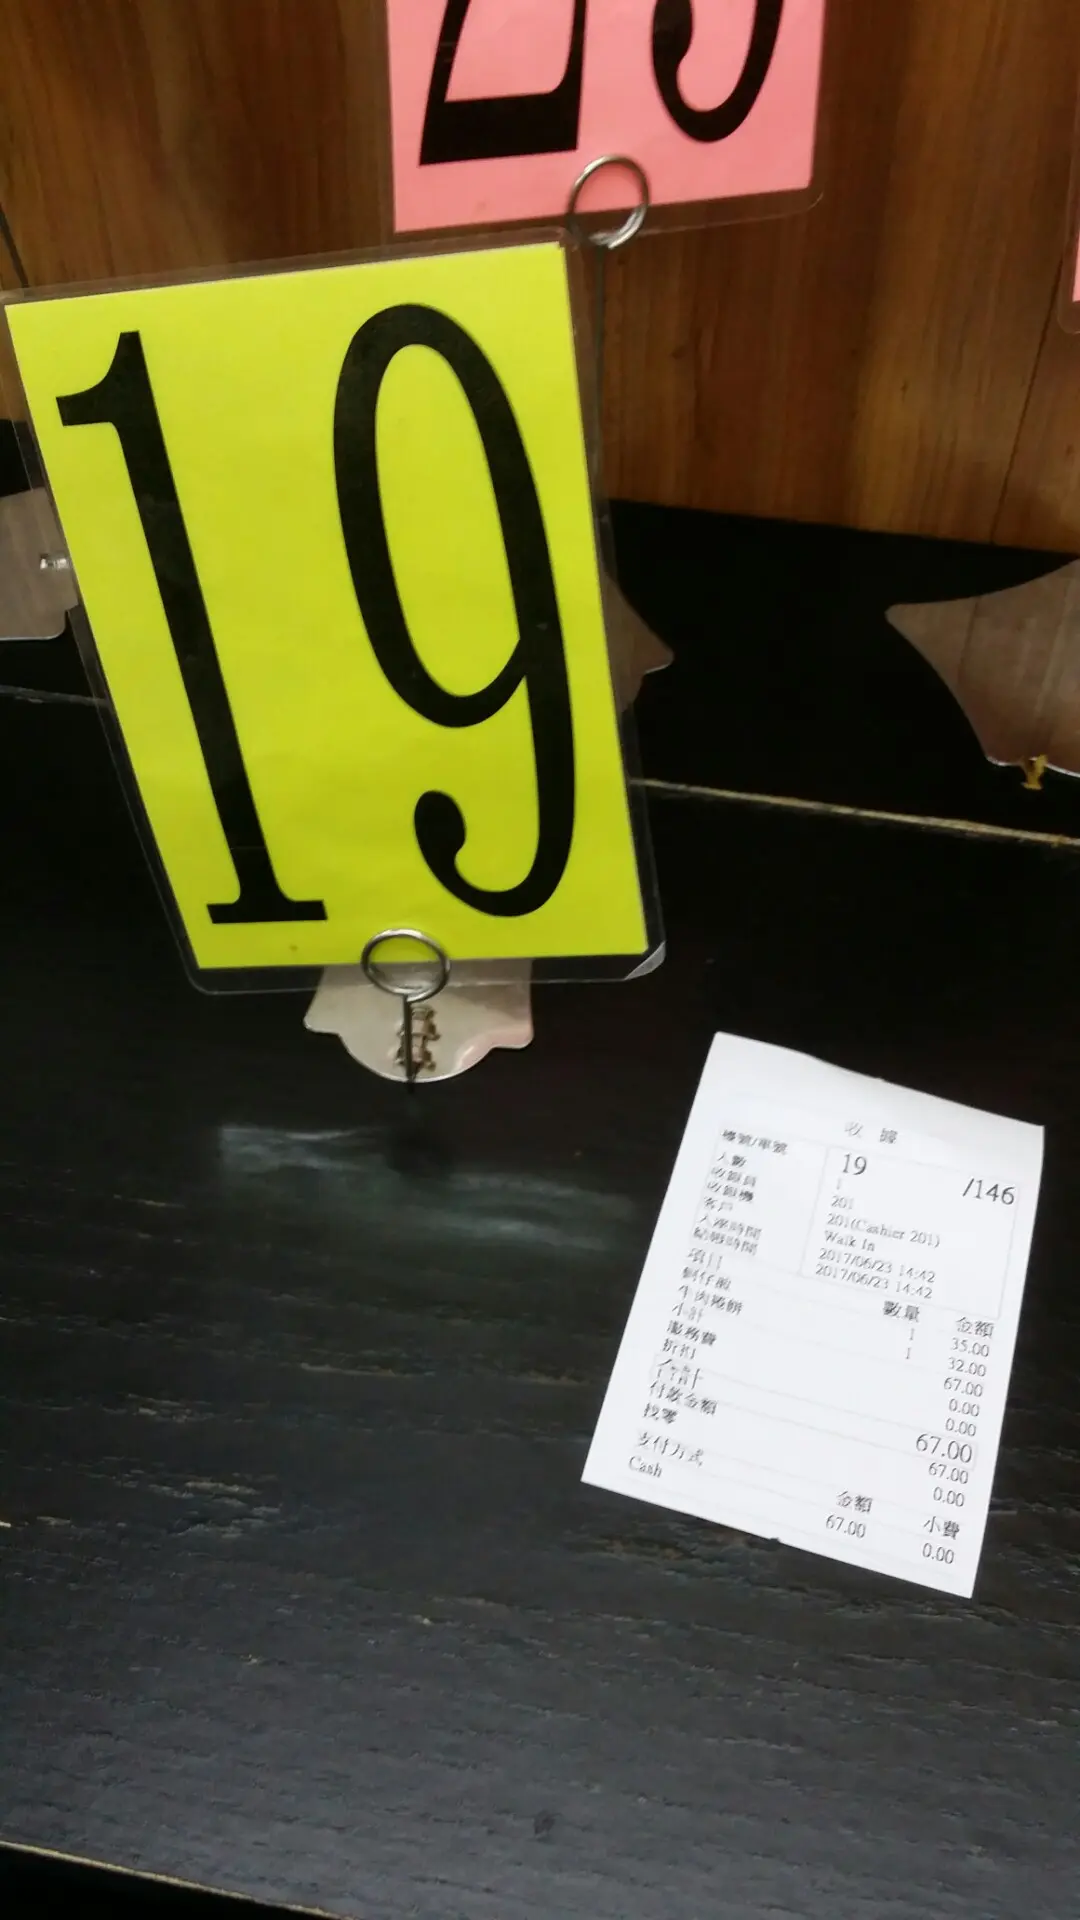 19
收據
檯號/單號 19 /146
人數 1
收銀員 201
收銀機 201(Cashier 201)
客戶 Walk In
入座時間 2017/06/23 14:42
結賬時間 2017/06/23 14:42
項目 數量 金額
蚵仔煎 1 35.00
牛肉捲餅 1 32.00
小計 67.00
服務費 0.00
折扣 0.00
合計 67.00
付款金額 67.00
找零 0.00
支付方式 金額 小費
Cash 67.00 0.00